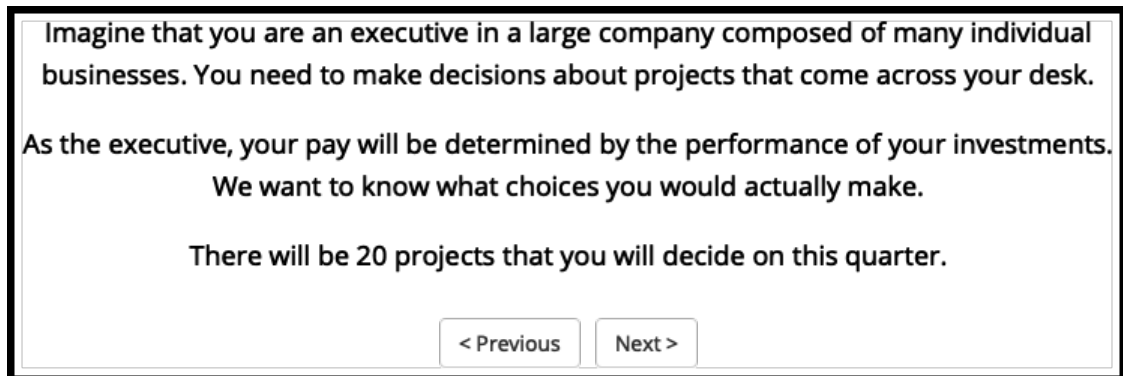 Imagine that you are an executive in a large company composed of many individual
businesses. You need to make decisions about projects that come across your desk.
As the executive, your pay will be determined by the performance of your investments.
We want to know what choices you would actually make.
There will be 20 projects that you will decide on this quarter.
< Previous Next >